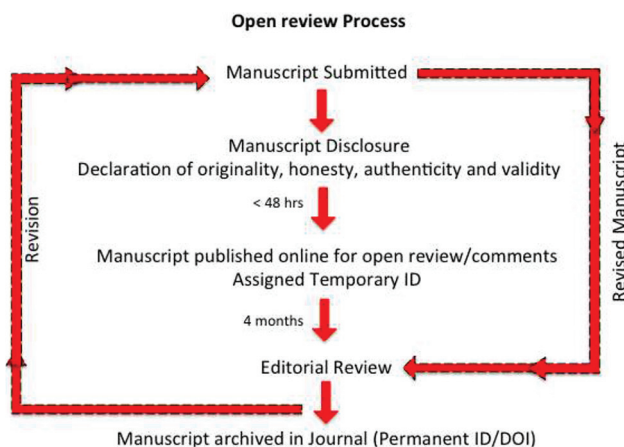 Open review Process
Manuscript Submitted
Manuscript Disclosure
Declaration of originality, honesty, authenticity and validity
< 48 hrs
Manuscript published online for open review/comments
Assigned Temporary ID
4 months
Editorial Review
Manuscript archived in Journal (Permanent ID/DOI)
Revision
Revised Manuscript